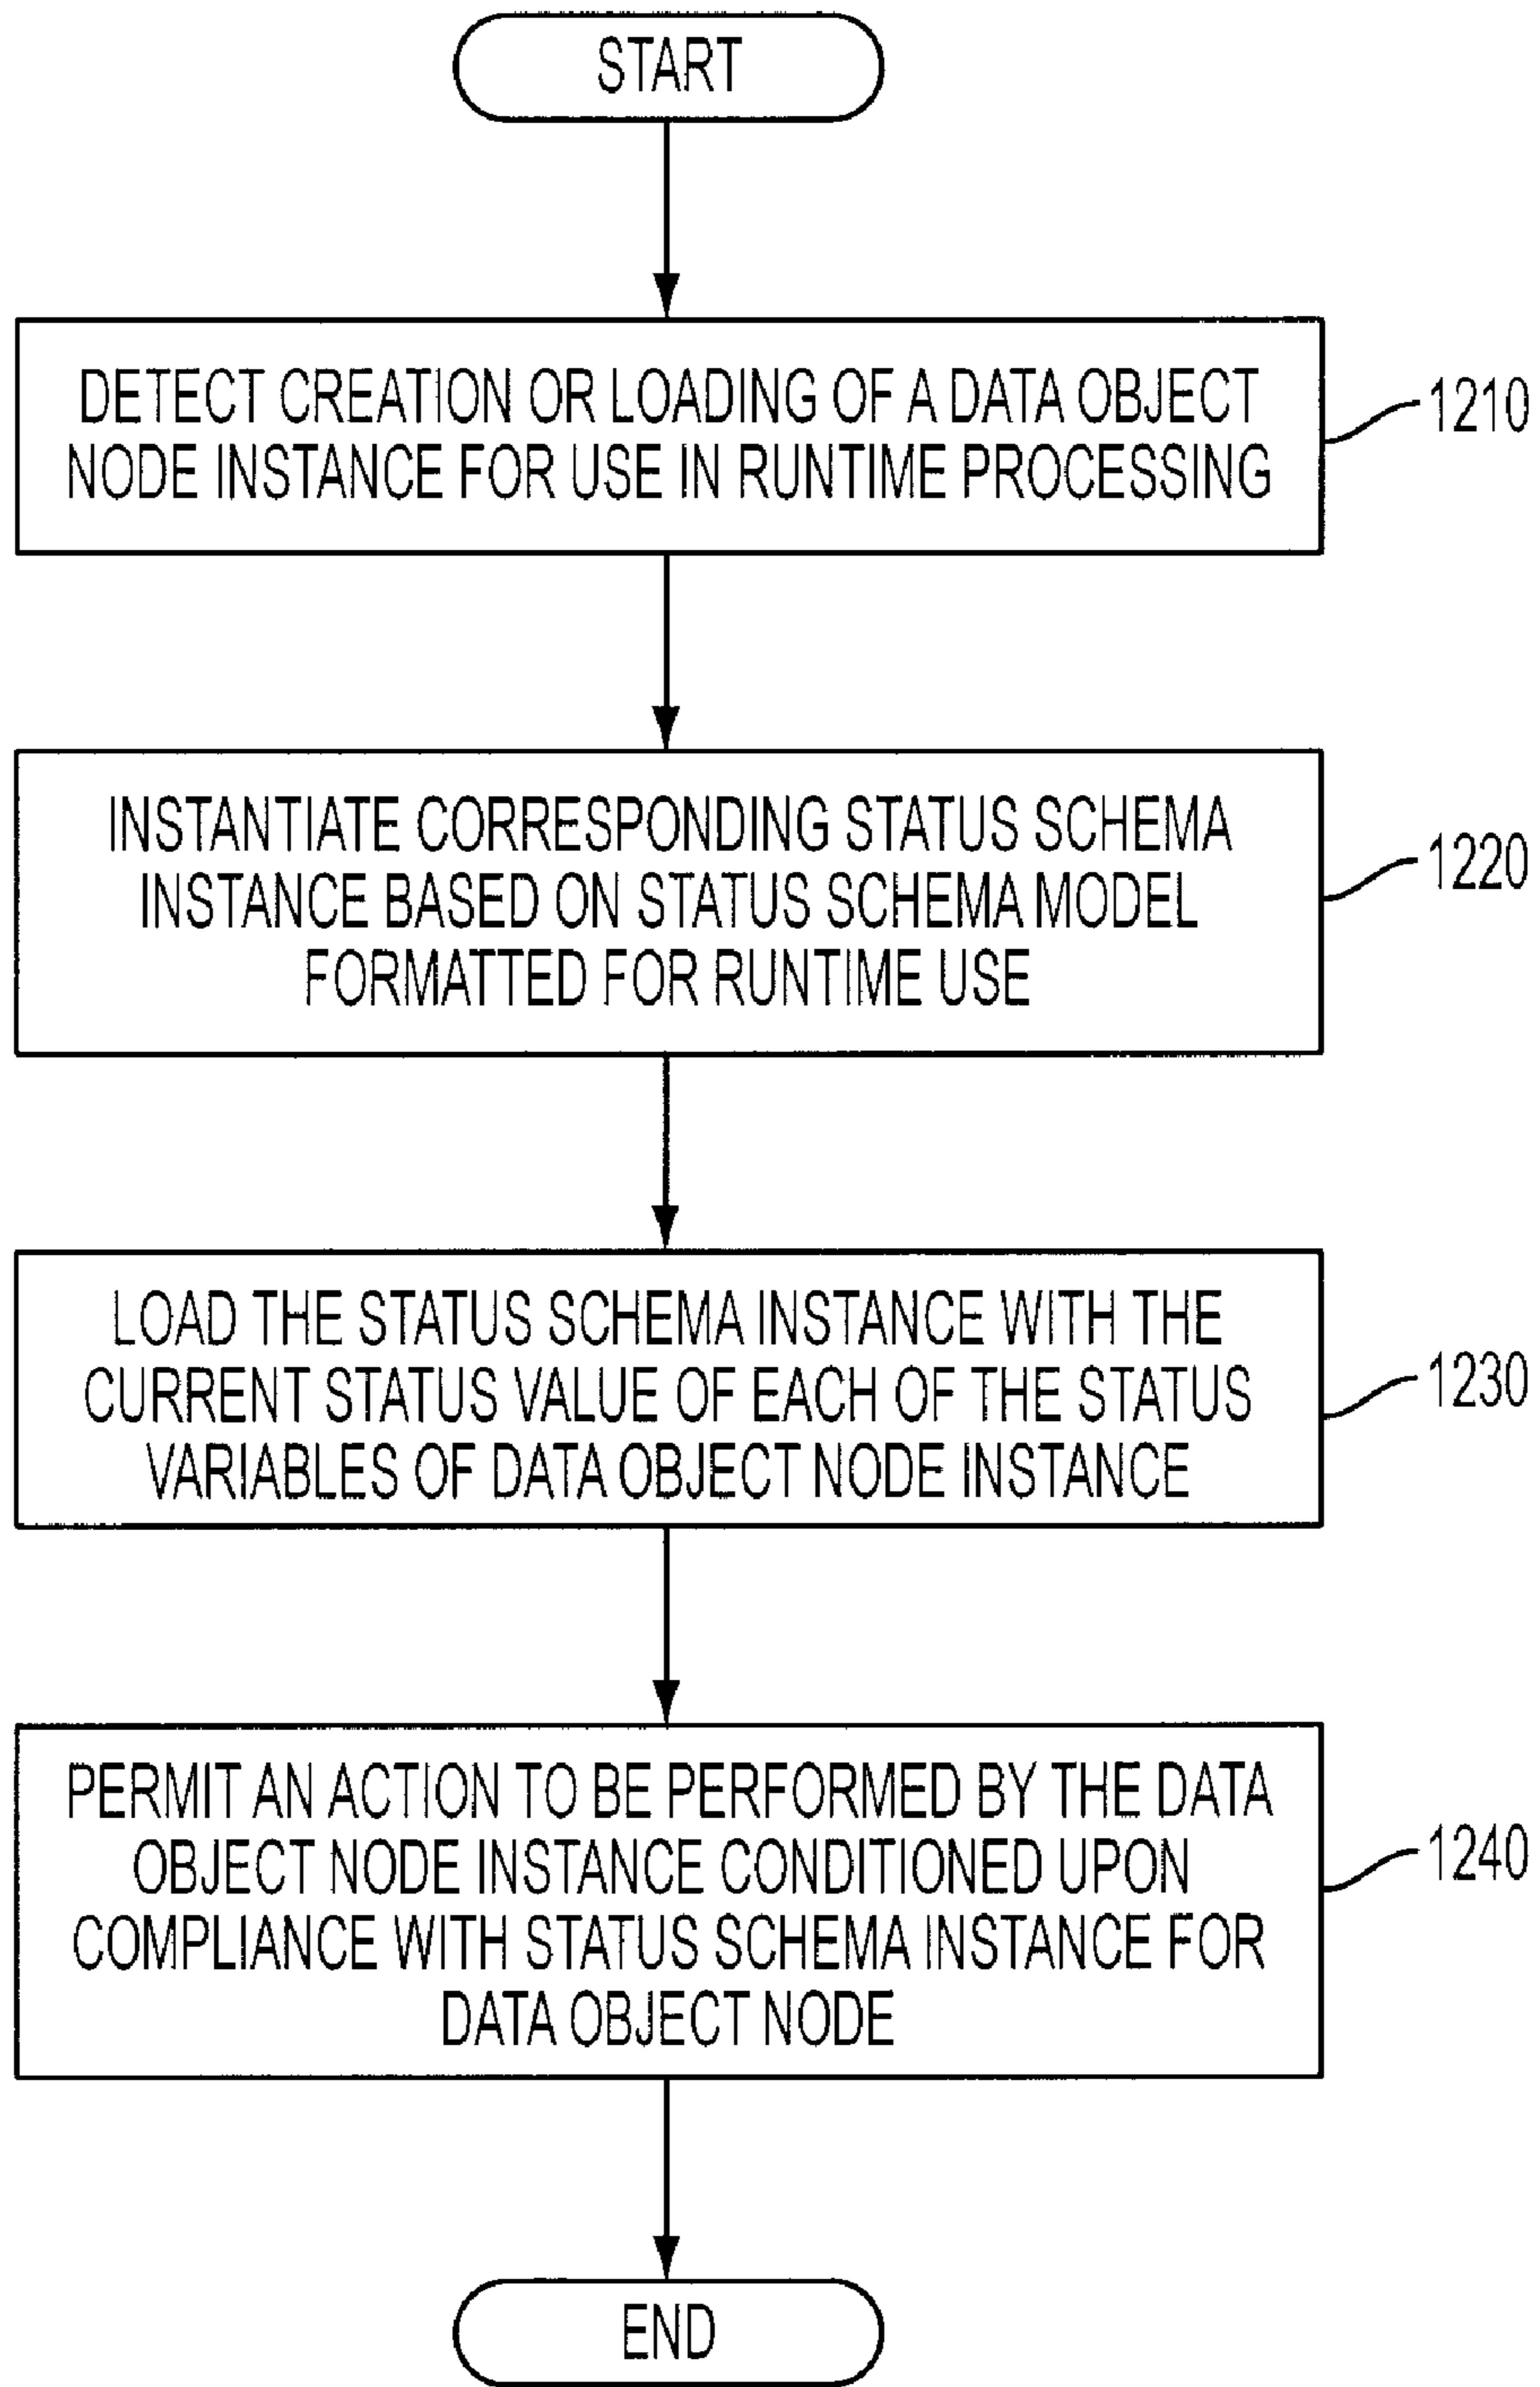 START
DETECT CREATION OR LOADING OF A DATA OBJECT
NODE INSTANCE FOR USE IN RUNTIME PROCESSING
1210
INSTANTIATE CORRESPONDING STATUS SCHEMA
INSTANCE BASED ON STATUS SCHEMA MODEL
FORMATTED FOR RUNTIME USE
1220
LOAD THE STATUS SCHEMA INSTANCE WITH THE
CURRENT STATUS VALUE OF EACH OF THE STATUS
VARIABLES OF DATA OBJECT NODE INSTANCE
1230
PERMIT AN ACTION TO BE PERFORMED BY THE DATA
OBJECT NODE INSTANCE CONDITIONED UPON
COMPLIANCE WITH STATUS SCHEMA INSTANCE FOR
DATA OBJECT NODE
1240
END